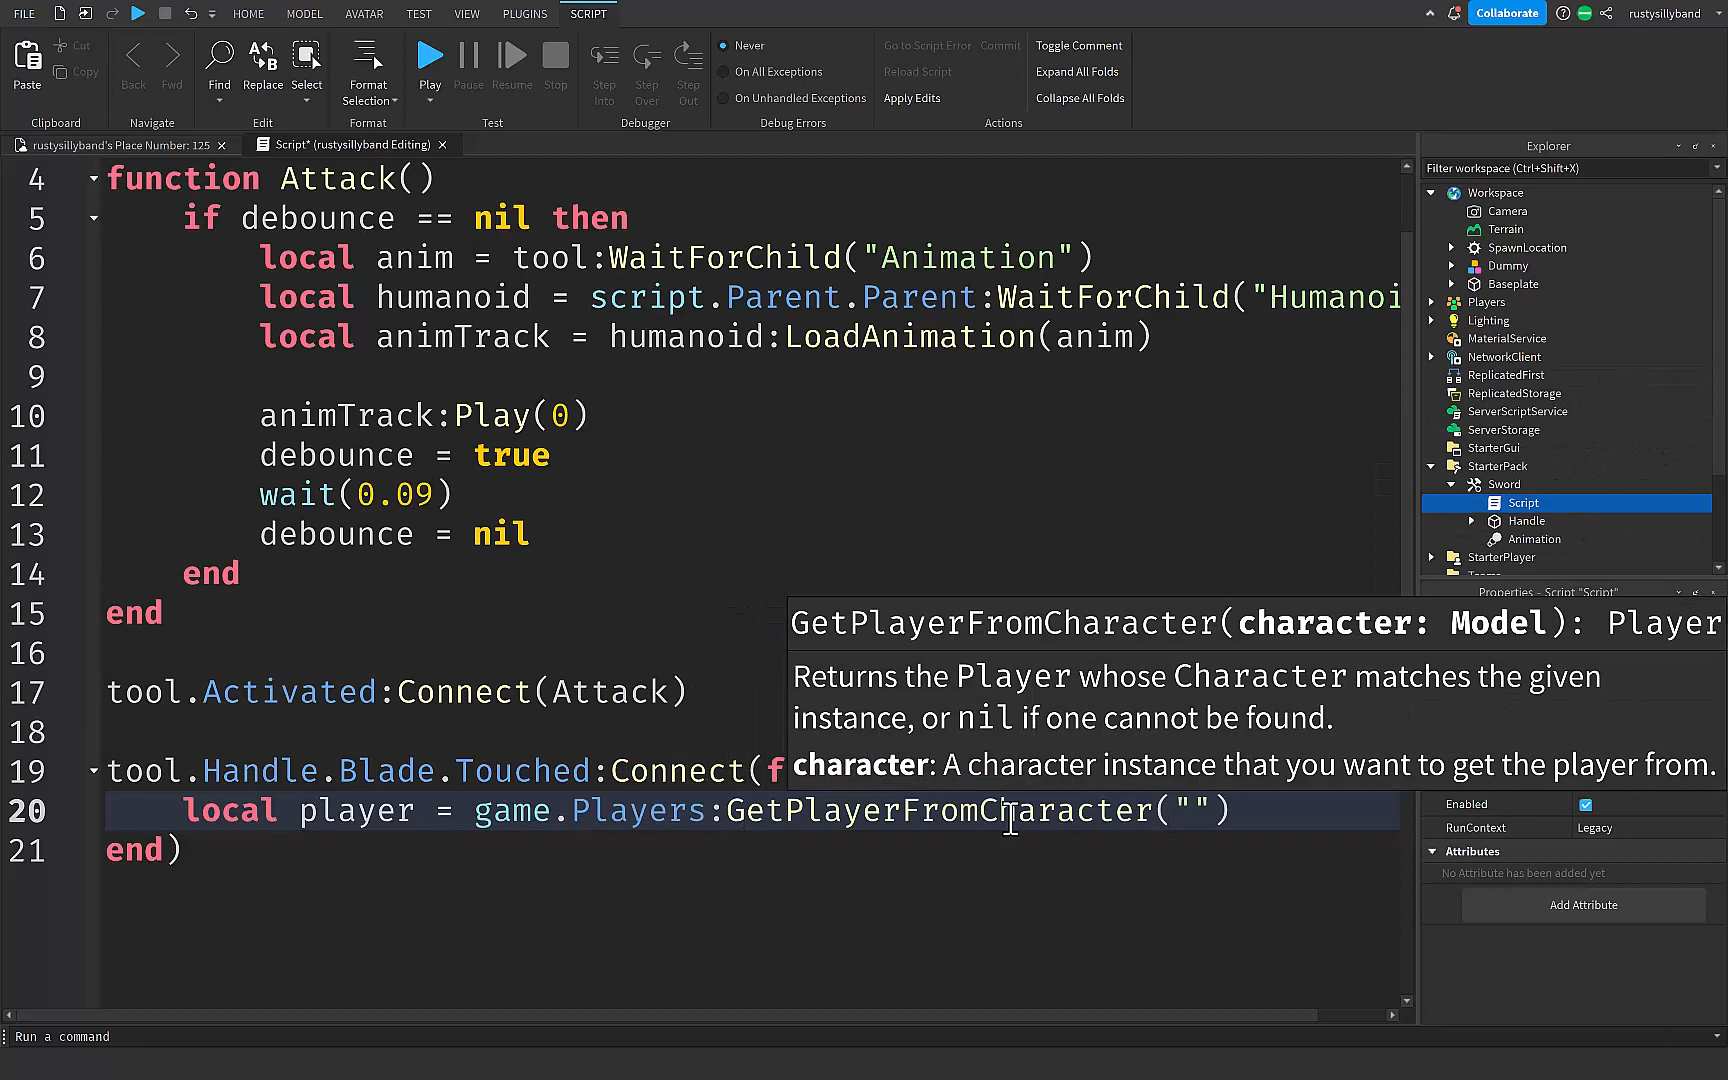 FILE HOME MODEL AVATAR TEST VIEW PLUGINS SCRIPT Collaborate rustysillyband
Paste Cut Copy Back Fwd Find Replace Select Format Selection Play Pause Resume Stop Step Into Step Over Step Out
Never
On All Exceptions
On Unhandled Exceptions
Go to Script Error Commit Toggle Comment
Reload Script Expand All Folds
Apply Edits Collapse All Folds
Clipboard Navigate Edit Format Test Debugger Debug Errors Actions
rustysillyband's Place Number: 125 Script* (rustysillyband Editing)
4 function Attack()
5 if debounce == nil then
6 local anim = tool:WaitForChild("Animation")
7 local humanoid = script.Parent.Parent:WaitForChild("Humanoi
8 local animTrack = humanoid:LoadAnimation(anim)
9
10 animTrack:Play(0)
11 debounce = true
12 wait(0.09)
13 debounce = nil
14 end
15 end
16
17 tool.Activated:Connect(Attack)
18
19 tool.Handle.Blade.Touched:Connect(f
20 local player = game.Players:GetPlayerFromCharacter("")
21 end)
GetPlayerFromCharacter(character: Model): Player
Returns the Player whose Character matches the given
instance, or nil if one cannot be found.
character: A character instance that you want to get the player from.
Explorer
Filter workspace (Ctrl+Shift+X)
Workspace
Camera
Terrain
SpawnLocation
Dummy
Baseplate
Players
Lighting
MaterialService
NetworkClient
ReplicatedFirst
ReplicatedStorage
ServerScriptService
ServerStorage
StarterGui
StarterPack
Sword
Script
Handle
Animation
StarterPlayer
Properties - Script "Script"
Enabled
RunContext Legacy
Attributes
No Attribute has been added yet
Add Attribute
Run a command